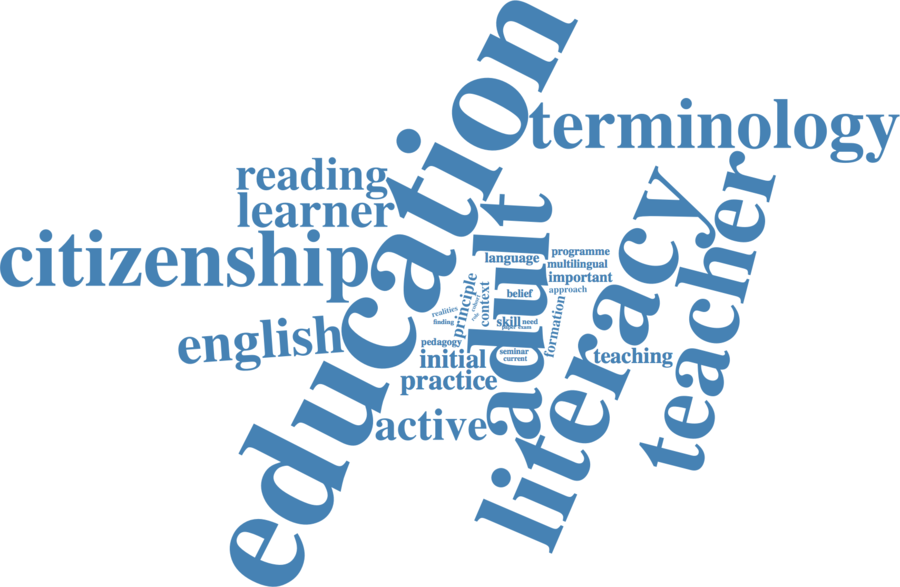 education
terminology
reading
learner
citizenship
english
adult
literacy
teacher
language
programme
multilingual
important
approach
belief
principle
context
realities
finding
skill
need
exam
formation
pedagogy
initial
practice
seminar
current
teaching
active